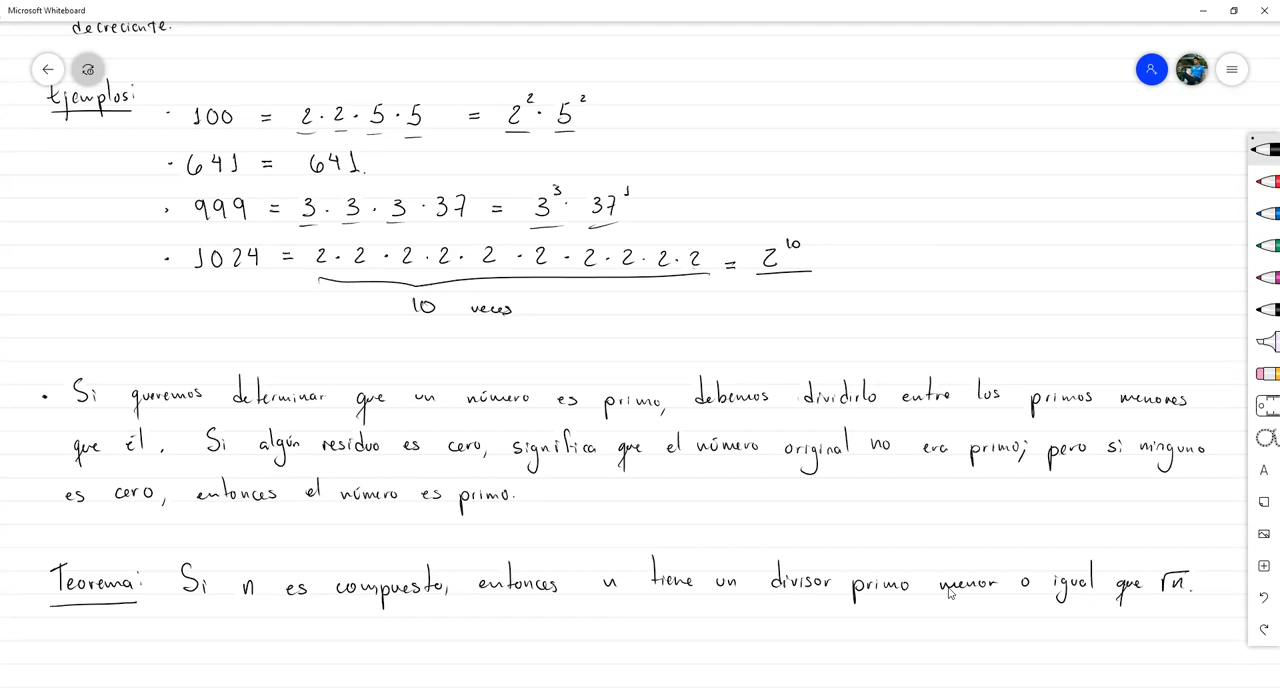 Microsoft Whiteboard
decreciente.
Ejemplos:
· 100 = 2 · 2 · 5 · 5 = 2² · 5²
· 641 = 641.
· 999 = 3 · 3 · 3 · 37 = 3³ · 37¹
· 1024 = 2 · 2 · 2 · 2 · 2 · 2 · 2 · 2 · 2 · 2 = 2¹⁰
10 veces
• Si queremos determinar que un número es primo, debemos dividirlo entre los primos menores
que él. Si algún residuo es cero, significa que el número original no era primo; pero si ninguno
es cero, entonces el número es primo.
Teorema: Si n es compuesto, entonces n tiene un divisor primo menor o igual que √n.